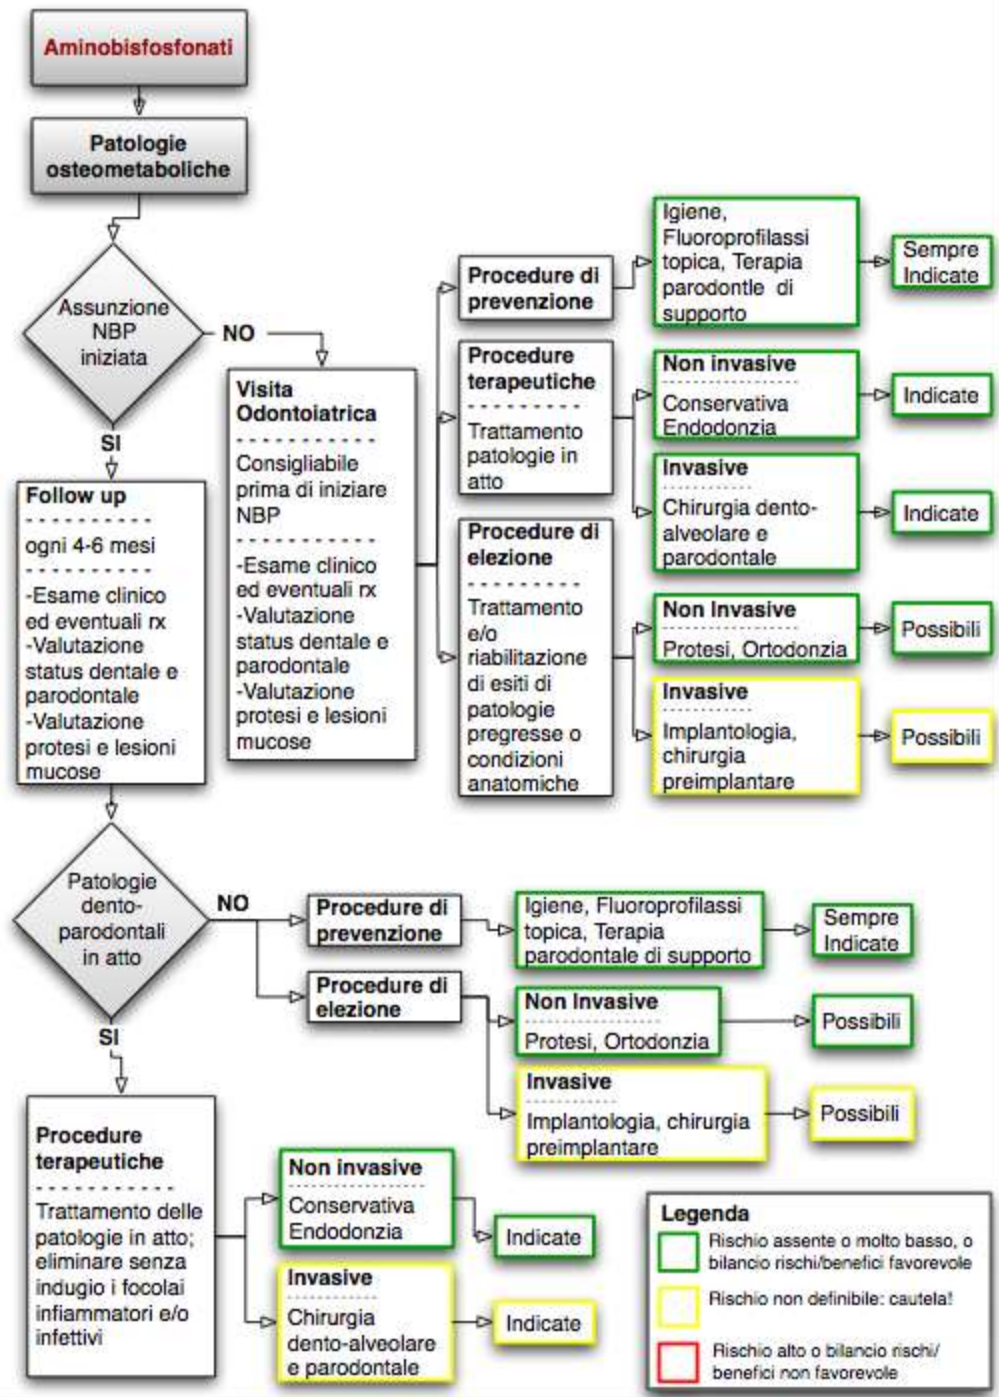 Aminobisfosfonati
Patologie
osteometaboliche
Assunzione
NBP
iniziata
NO
SI
Visita
Odontoiatrica
- - - - - - - - - -
Consigliabile
prima di iniziare
NBP
- - - - - - - - - -
-Esame clinico
ed eventuali rx
-Valutazione
status dentale e
parodontale
-Valutazione
protesi e lesioni
mucose
Procedure di
prevenzione
Igiene,
Fluoroprofilassi
topica, Terapia
parodontle di
supporto
Sempre
Indicate
Procedure
terapeutiche
- - - - - - - - -
Trattamento
patologie in
atto
Non invasive
- - - - - - - - - -
Conservativa
Endodonzia
Indicate
Invasive
- - - - - - - - - -
Chirurgia dento-
alveolare e
parodontale
Indicate
Procedure di
elezione
- - - - - - - - -
Trattamento
e/o
riabilitazione
di esiti di
patologie
pregresse o
condizioni
anatomiche
Non Invasive
- - - - - - - - - -
Protesi, Ortodonzia
Possibili
Invasive
- - - - - - - - - -
Implantologia,
chirurgia
preimplantare
Possibili
Follow up
- - - - - - - - - -
ogni 4-6 mesi
- - - - - - - - - -
-Esame clinico
ed eventuali rx
-Valutazione
status dentale e
parodontale
-Valutazione
protesi e lesioni
mucose
Patologie
dento-
parodontali
in atto
NO
SI
Procedure di
prevenzione
Igiene, Fluoroprofilassi
topica, Terapia
parodontale di supporto
Sempre
Indicate
Procedure di
elezione
Non Invasive
- - - - - - - - - -
Protesi, Ortodonzia
Possibili
Invasive
- - - - - - - - - -
Implantologia, chirurgia
preimplantare
Possibili
Procedure
terapeutiche
- - - - - - - - - -
Trattamento delle
patologie in atto;
eliminare senza
indugio i focolai
infiammatori e/o
infettivi
Non invasive
- - - - - - - - - -
Conservativa
Endodonzia
Indicate
Invasive
- - - - - - - - - -
Chirurgia
dento-alveolare
e parodontale
Indicate
Legenda
Rischio assente o molto basso, o
bilancio rischi/benefici favorevole
Rischio non definibile: cautela!
Rischio alto o bilancio rischi/
benefici non favorevole